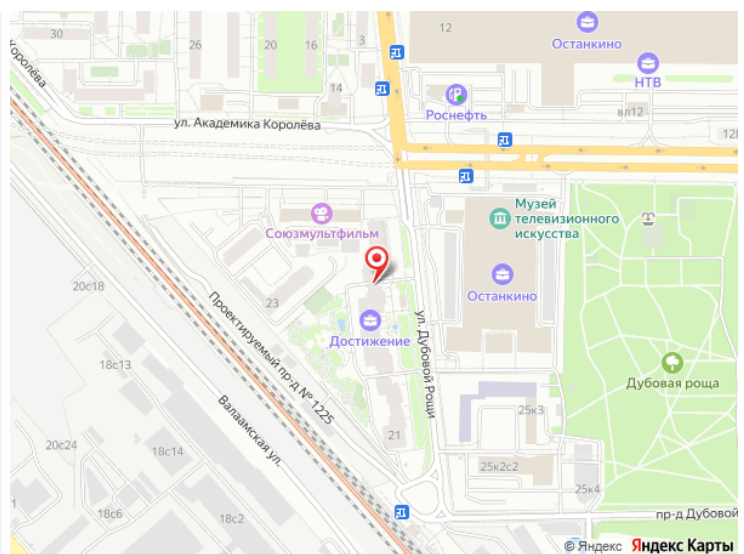 30
26
20
16
3
Останкино
НТВ
Королёва
14
Роснефть
вл12
ул. Академика Королёва
Музей
телевизионного
искусства
Союзмультфильм
20с18
23
Останкино
Проектируемый пр-д № 1225
Достижение
ул. Дубовой Рощи
18с13
Дубовая роща
Валаамская ул.
25к3
20с24
18с14
21
25к2с2
25к4
18с6
18с2
пр-д Дубовой
© Яндекс Яндекс Карты